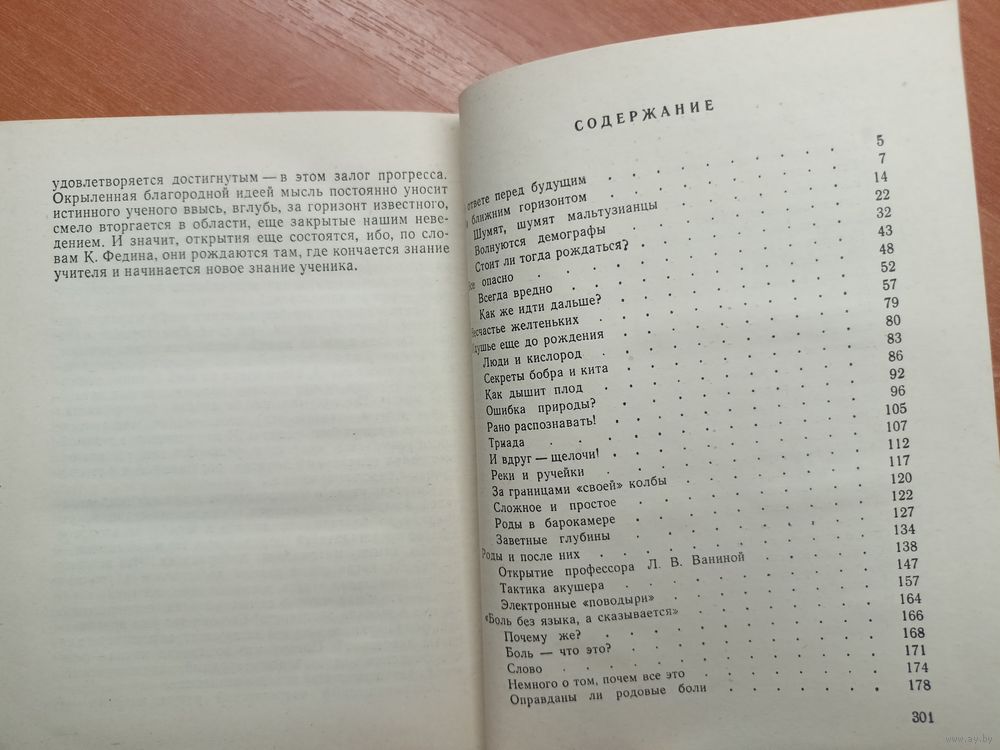 удовлетворяется достигнутым — в этом залог прогресса.
Окрыленная благородной идеей мысль постоянно уносит
истинного ученого ввысь, вглубь, за горизонт известного,
смело вторгается в области, еще закрытые нашим неве-
дением. И значит, открытия еще состоятся, ибо, по сло-
вам К. Федина, они рождаются там, где кончается знание
учителя и начинается новое знание ученика.
СОДЕРЖАНИЕ
ответе перед будущим . . . . . . . 5
ближним горизонтом . . . . . . . 7
Шумят, шумят мальтузианцы . . . . . 14
Волнуются демографы . . . . . . . 22
Стоит ли тогда рождаться? . . . . . . 32
опасно . . . . . . . . . 43
Всегда вредно . . . . . . . . 48
Как же идти дальше? . . . . . . . 52
есчастье желтеньких . . . . . . . 57
душье еще до рождения . . . . . . 79
Люди и кислород . . . . . . . 80
Секреты бобра и кита . . . . . . . 83
Как дышит плод . . . . . . . . 86
Ошибка природы? . . . . . . . 92
Рано распознавать! . . . . . . . 96
Триада . . . . . . . . . 105
И вдруг — щелочи! . . . . . . . 107
Реки и ручейки . . . . . . . . 112
За границами «своей» колбы . . . . . 117
Сложное и простое . . . . . . . 120
Роды в барокамере . . . . . . . 122
Заветные глубины . . . . . . . 127
Роды и после них . . . . . . . . 134
Открытие профессора Л. В. Ваниной . . . . 138
Тактика акушера . . . . . . . 147
Электронные «поводыри» . . . . . . 157
«Боль без языка, а сказывается» . . . . . 164
Почему же? . . . . . . . . 166
Боль — что это? . . . . . . . 168
Слово . . . . . . . . . 171
Немного о том, почем все это . . . . . 174
Оправданы ли родовые боли . . . . . . 178
301
www.ay.by